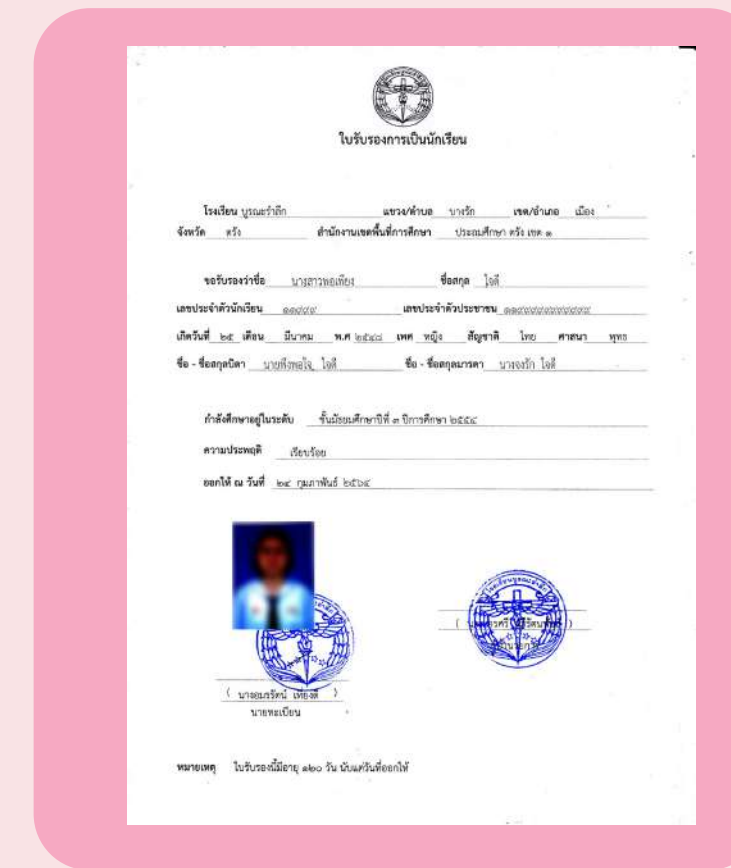 ใบรับรองการเป็นนักเรียน
โรงเรียน บูรณะรำลึก แขวง/ตำบล บางรัก เขต/อำเภอ เมือง
จังหวัด ตรัง สำนักงานเขตพื้นที่การศึกษา ประถมศึกษา ตรัง เขต ๑
ขอรับรองว่าชื่อ นางสาวพอเพียง ชื่อสกุล ใจดี
เลขประจำตัวนักเรียน เลขประจำตัวประชาชน
เกิดวันที่ ๒๕ เดือน มีนาคม พ.ศ เพศ หญิง สัญชาติ ไทย ศาสนา พุทธ
ชื่อ - ชื่อสกุลบิดา นายพึงพอใจ ใจดี ชื่อ - ชื่อสกุลมารดา นางจงรัก ใจดี
กำลังศึกษาอยู่ในระดับ ชั้นมัธยมศึกษาปีที่ ๓ ปีการศึกษา
ความประพฤติ เรียบร้อย
ออกให้ ณ วันที่ ๒๔ กุมภาพันธ์ ๒๕๖๔
( นางอมรรัตน์ )
นายทะเบียน
หมายเหตุ ใบรับรองนี้มีอายุ ๑๒๐ วัน นับแต่วันที่ออกให้